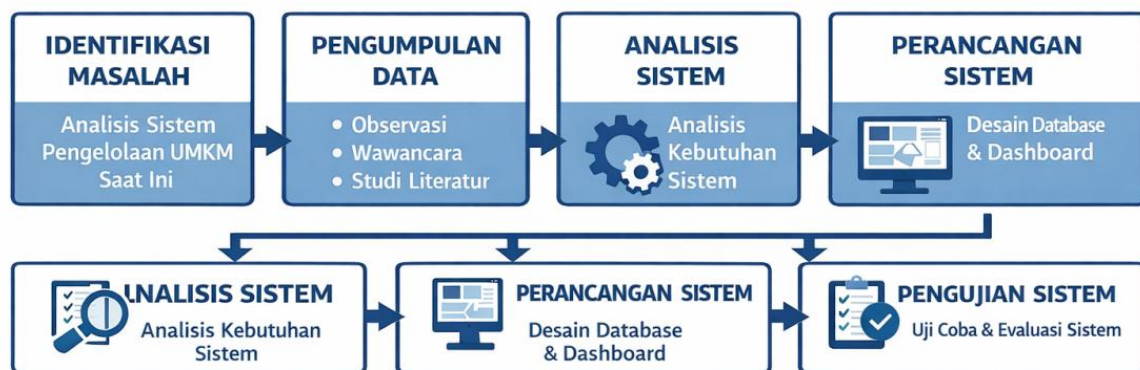 IDENTIFIKASI
MASALAH
Analisis Sistem
Pengelolaan UMKM
Saat Ini
PENGUMPULAN
DATA
• Observasi
• Wawancara
• Studi Literatur
ANALISIS
SISTEM
Analisis
Kebutuhan
Sistem
PERANCANGAN
SISTEM
Desain Database
& Dashboard
LNALISIS SISTEM
Analisis Kebutuhan
Sistem
PERANCANGAN SISTEM
Desain Database
& Dashboard
PENGUJIAN SISTEM
Uji Coba & Evaluasi Sistem